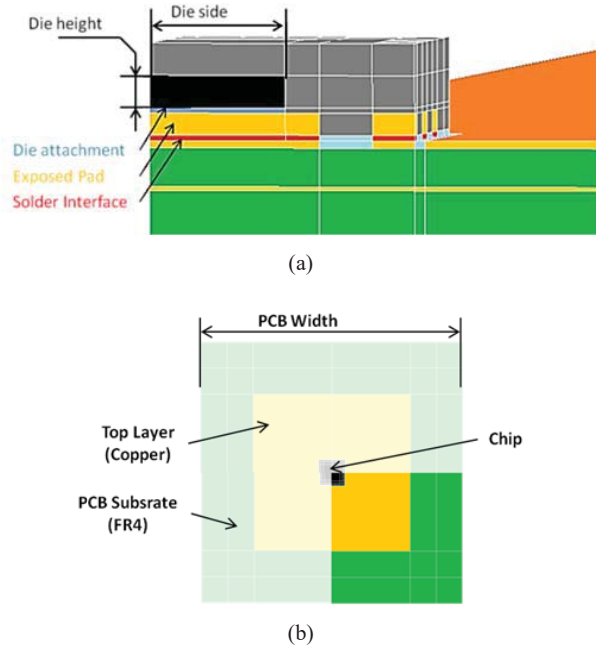 Die side
Die height
Die attachment
Exposed Pad
Solder Interface
(a)
PCB Width
Top Layer
(Copper)
Chip
PCB Subsrate
(FR4)
(b)